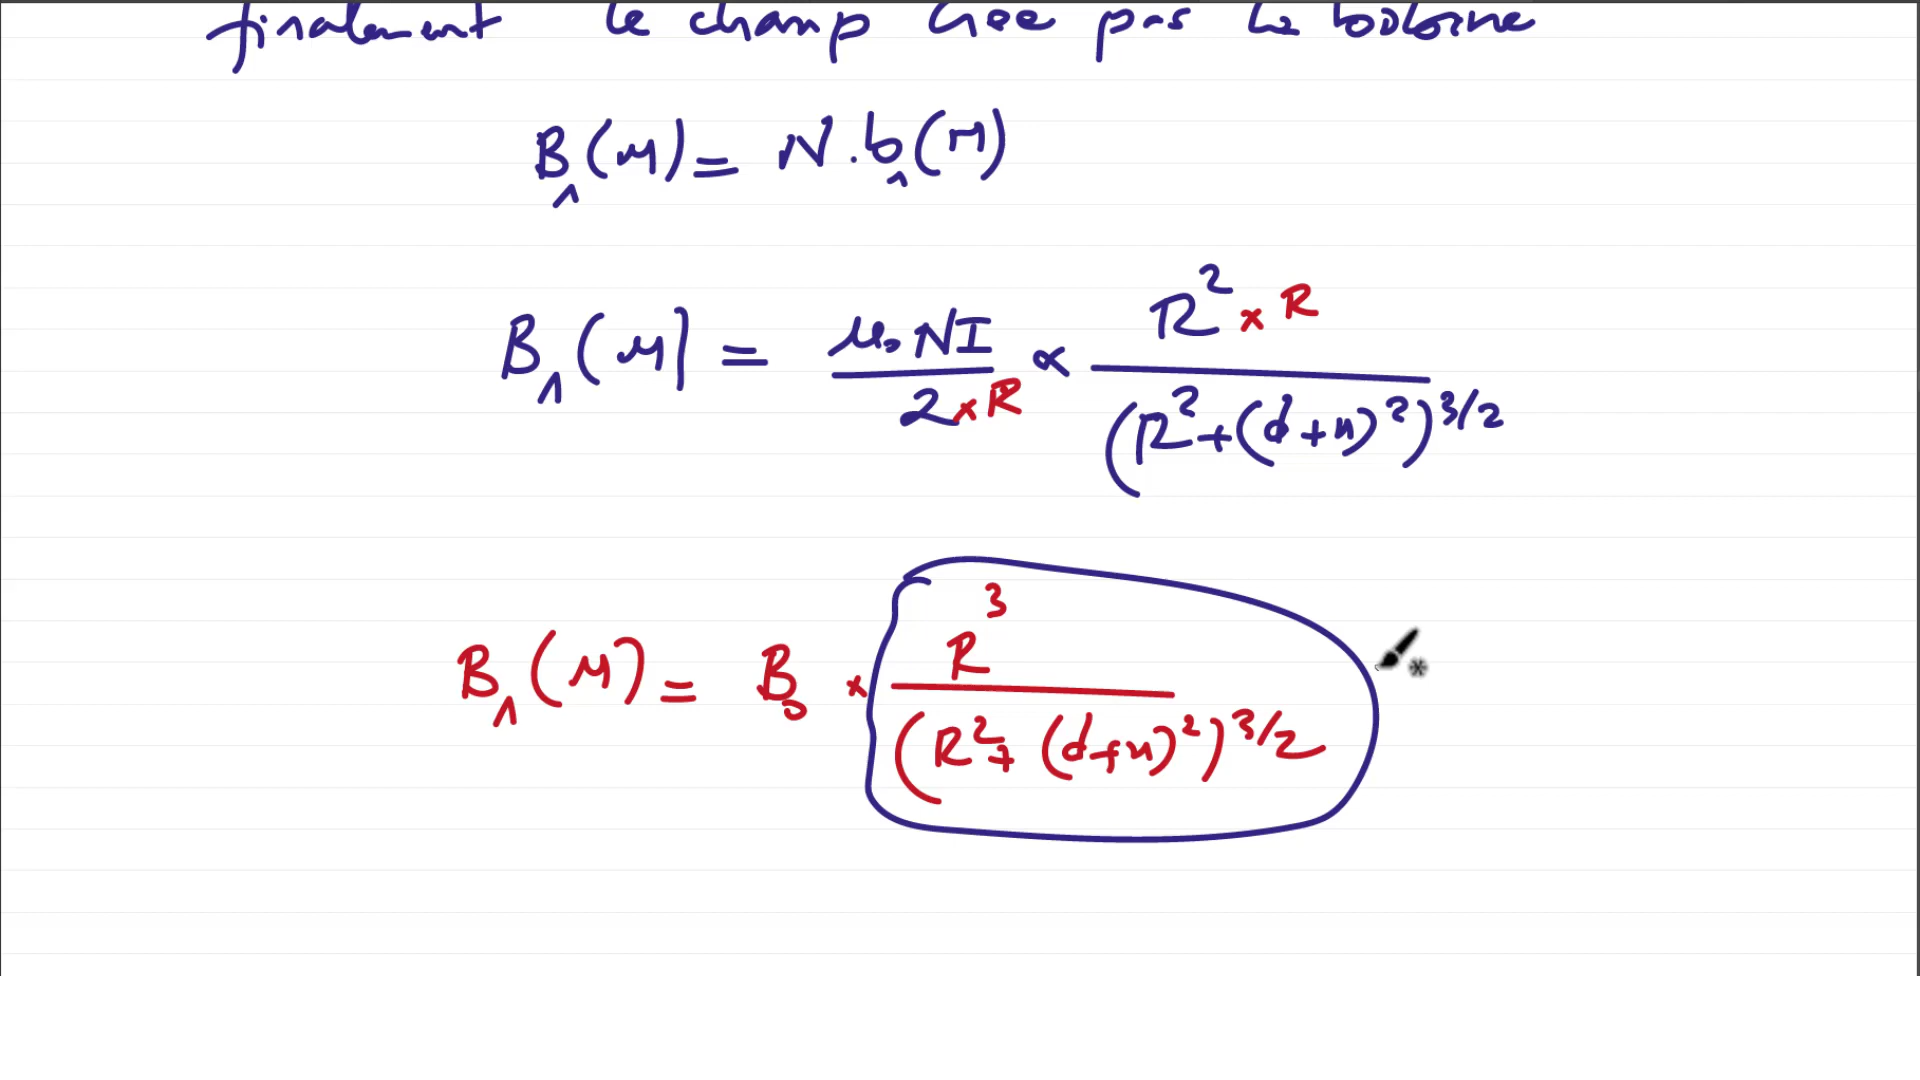 finalement le champ créé par la bobine
B₁(M) = N.b₁(M)
B₁(M) = μ₀NI / 2×R × R²×R / (R²+(d+x)²)^3/2
B₁(M) = B₀ × R³ / (R²+(d+x)²)^3/2